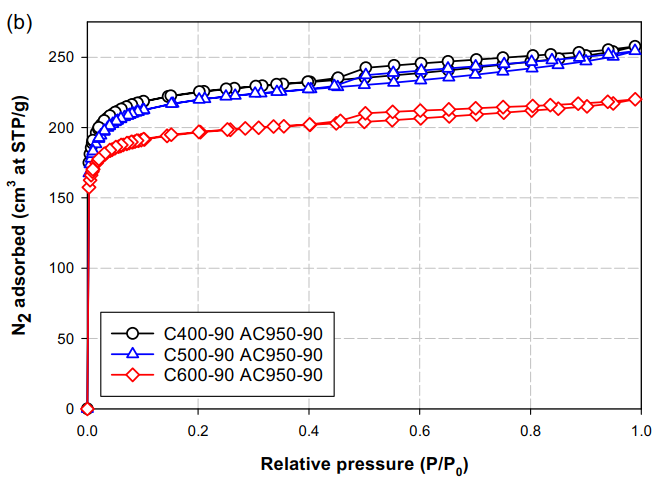 (b)
N2 adsorbed (cm3 at STP/g)
250
200
150
100
50
0
C400-90 AC950-90
C500-90 AC950-90
C600-90 AC950-90
0.0 0.2 0.4 0.6 0.8 1.0
Relative pressure (P/P0)